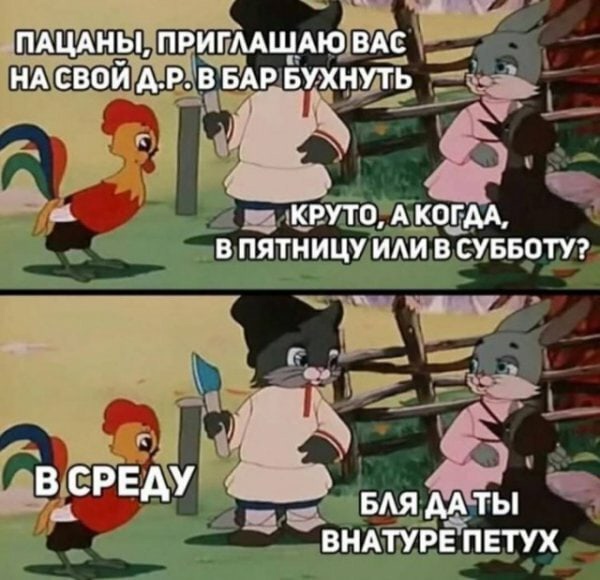 ПАЦАНЫ, ПРИГЛАШАЮ ВАС
НА СВОЙ Д.Р. В БАР БУХНУТЬ
КРУТО, А КОГДА,
В ПЯТНИЦУ ИЛИ В СУББОТУ?
В СРЕДУ
БЛЯ ДА ТЫ
ВНАТУРЕ ПЕТУХ